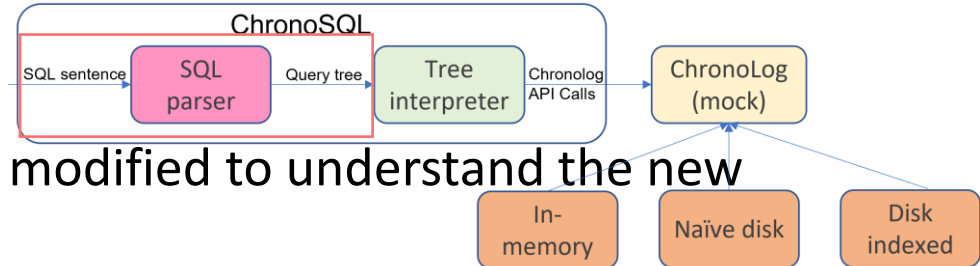 ChronoSQL
SQL sentence
SQL
parser
Query tree
Tree
interpreter
Chronolog
API Calls
ChronoLog
(mock)
modified to understand the new
In-
memory
Naïve disk
Disk
indexed